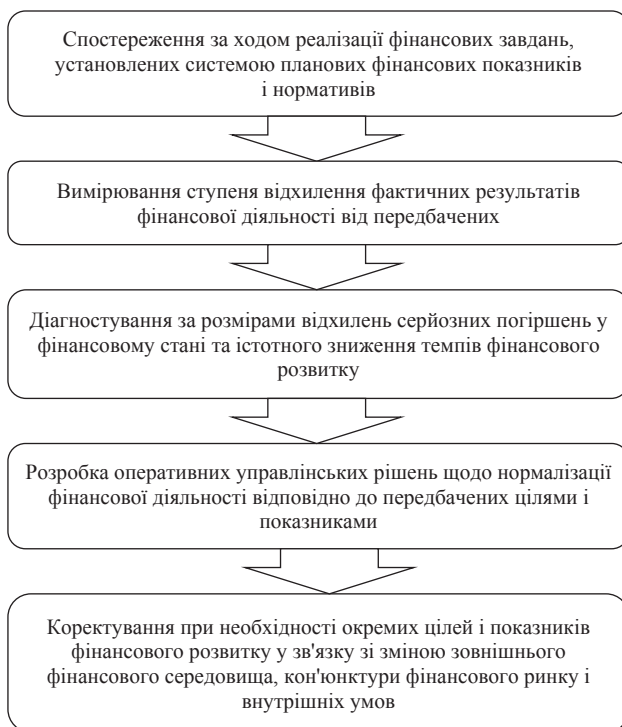 Спостереження за ходом реалізації фінансових завдань,
установлених системою планових фінансових показників
і нормативів
Вимірювання ступеня відхилення фактичних результатів
фінансової діяльності від передбачених
Діагностування за розмірами відхилень серйозних погіршень у
фінансовому стані та істотного зниження темпів фінансового
розвитку
Розробка оперативних управлінських рішень щодо нормалізації
фінансової діяльності відповідно до передбачених цілями і
показниками
Коректування при необхідності окремих цілей і показників
фінансового розвитку у зв'язку зі зміною зовнішнього
фінансового середовища, кон'юнктури фінансового ринку і
внутрішніх умов